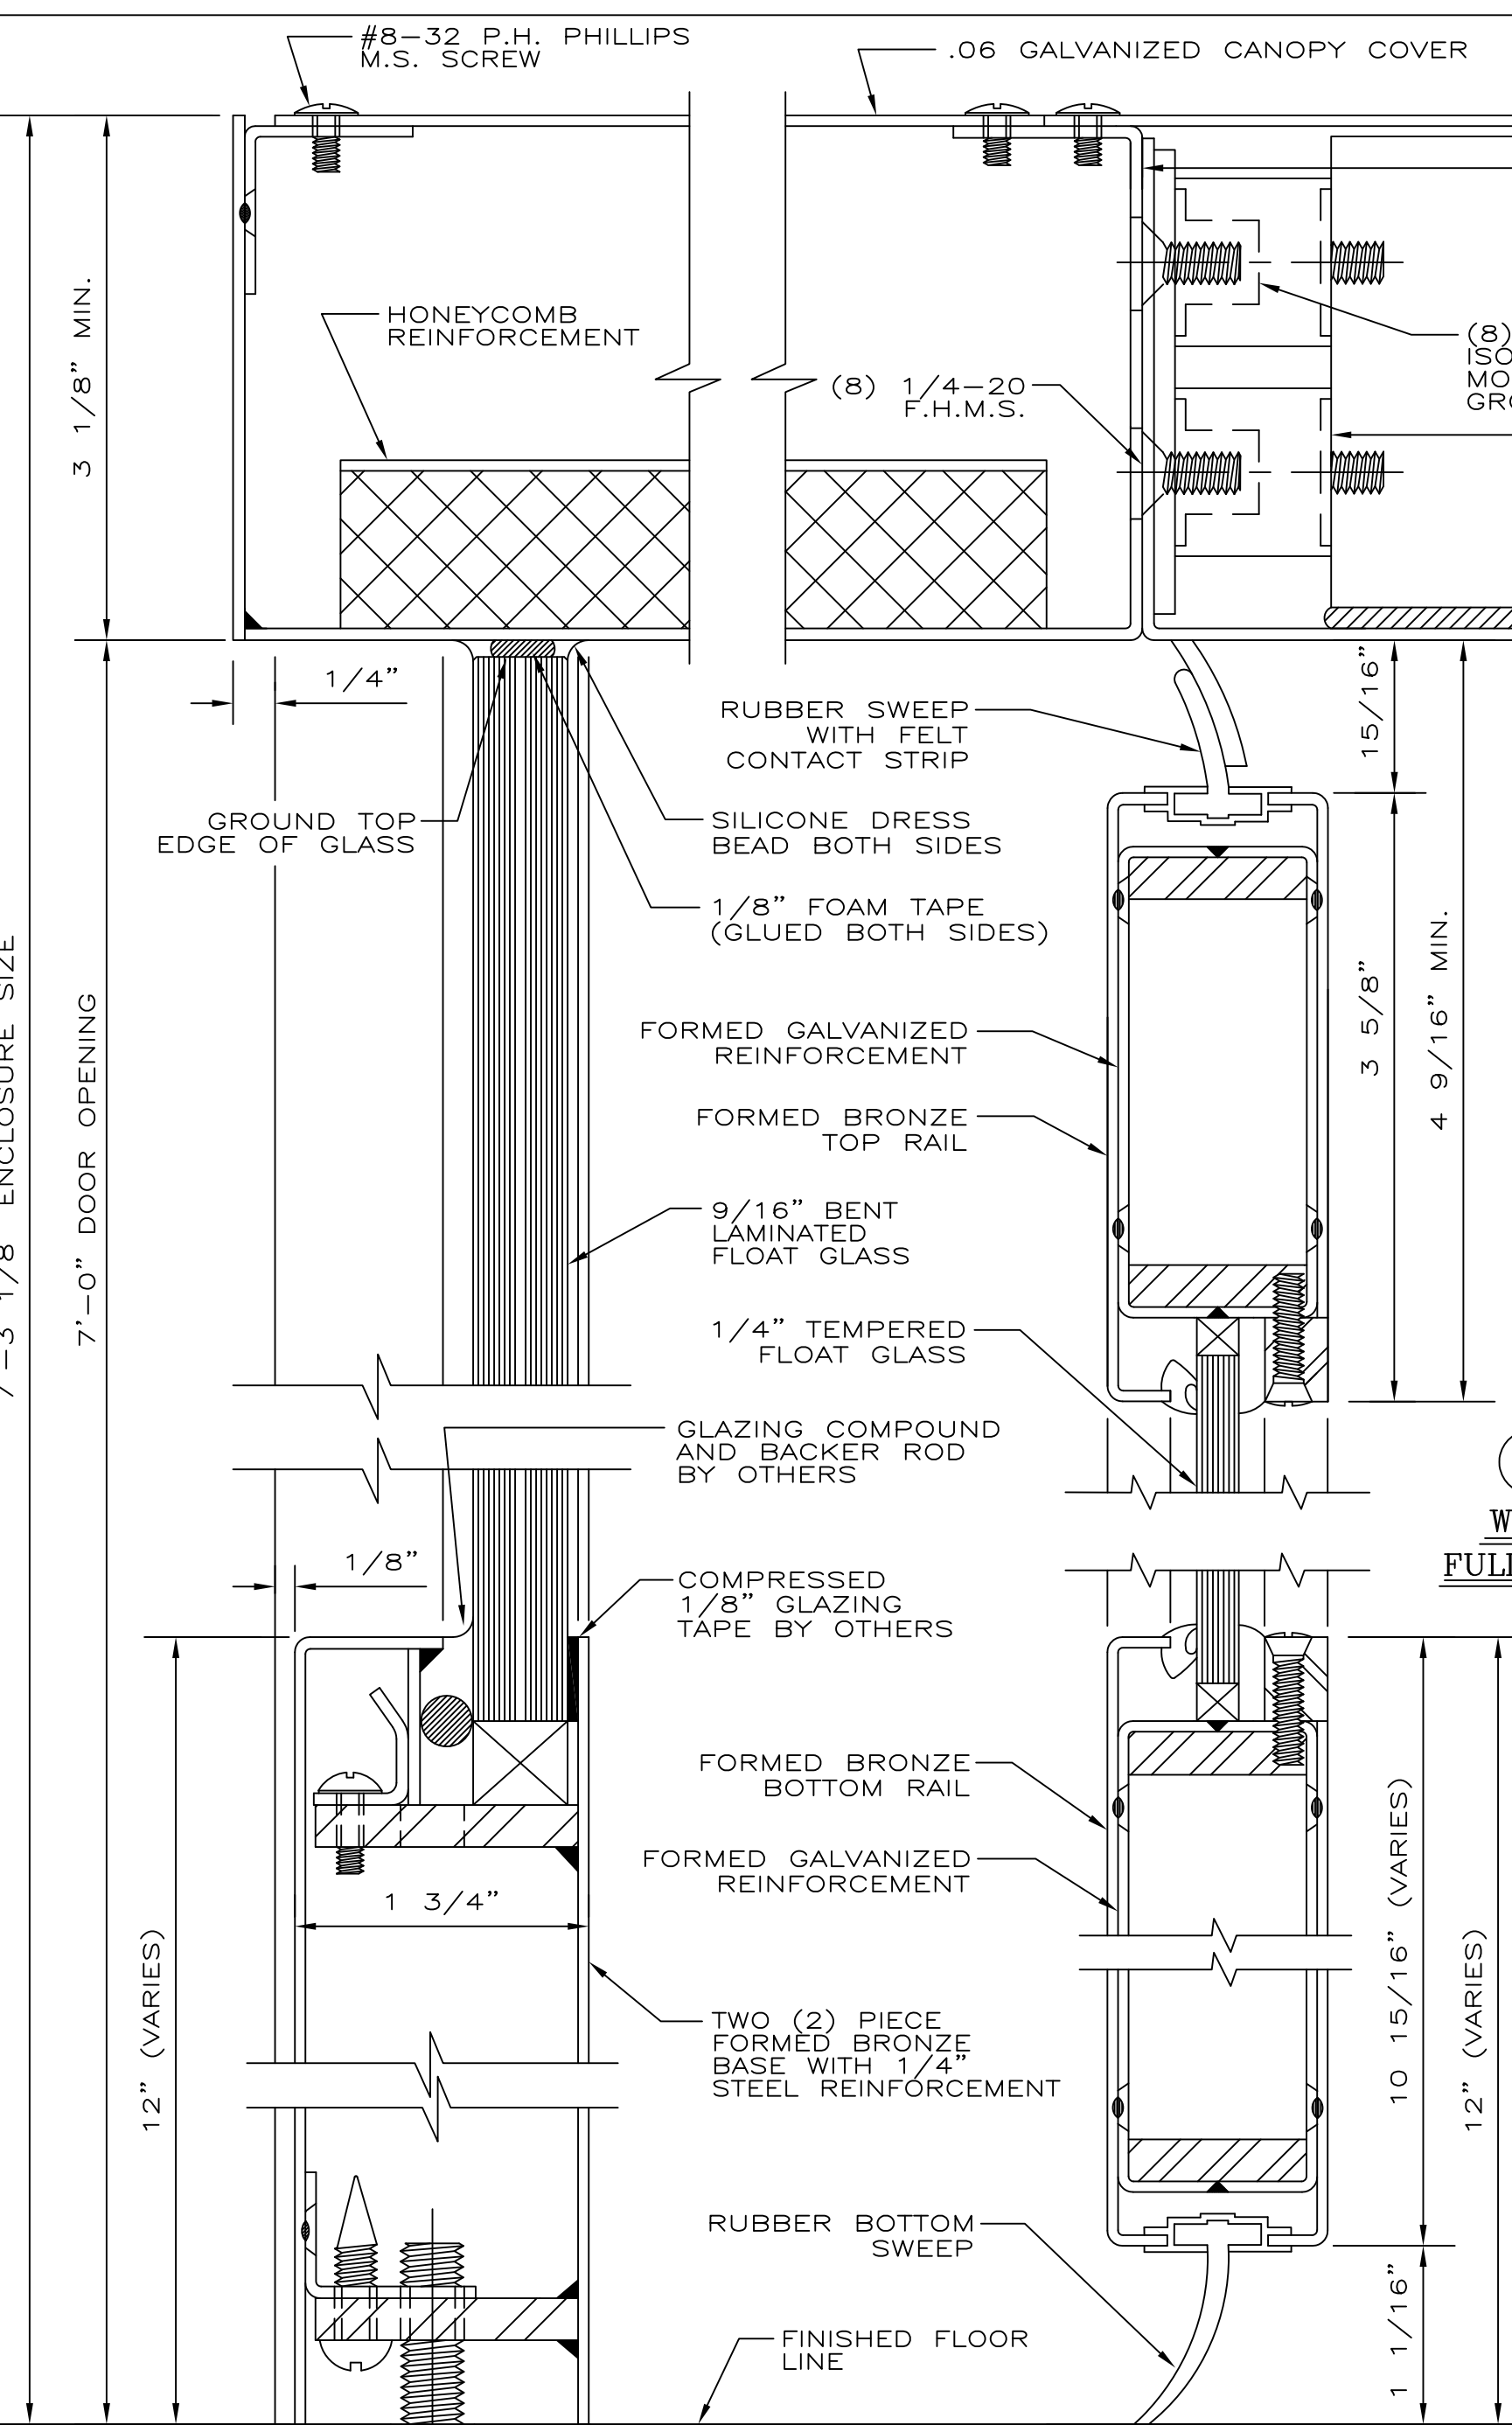 #8-32 P.H. PHILLIPS
M.S. SCREW
.06 GALVANIZED CANOPY COVER
3 1/8" MIN.
HONEYCOMB
REINFORCEMENT
(8) 1/4-20
F.H.M.S.
(8)
1/4"
15/16"
RUBBER SWEEP
WITH FELT
CONTACT STRIP
GROUND TOP
EDGE OF GLASS
SILICONE DRESS
BEAD BOTH SIDES
1/8" FOAM TAPE
(GLUED BOTH SIDES)
ENCLOSURE SIZE
7'-0" DOOR OPENING
3 5/8"
4 9/16" MIN.
FORMED GALVANIZED
REINFORCEMENT
FORMED BRONZE
TOP RAIL
9/16" BENT
LAMINATED
FLOAT GLASS
1/4" TEMPERED
FLOAT GLASS
GLAZING COMPOUND
AND BACKER ROD
BY OTHERS
1/8"
COMPRESSED
1/8" GLAZING
TAPE BY OTHERS
FORMED BRONZE
BOTTOM RAIL
FORMED GALVANIZED
REINFORCEMENT
1 3/4"
12" (VARIES)
10 15/16" (VARIES)
12" (VARIES)
TWO (2) PIECE
FORMED BRONZE
BASE WITH 1/4"
STEEL REINFORCEMENT
RUBBER BOTTOM
SWEEP
1 1/16"
FINISHED FLOOR
LINE